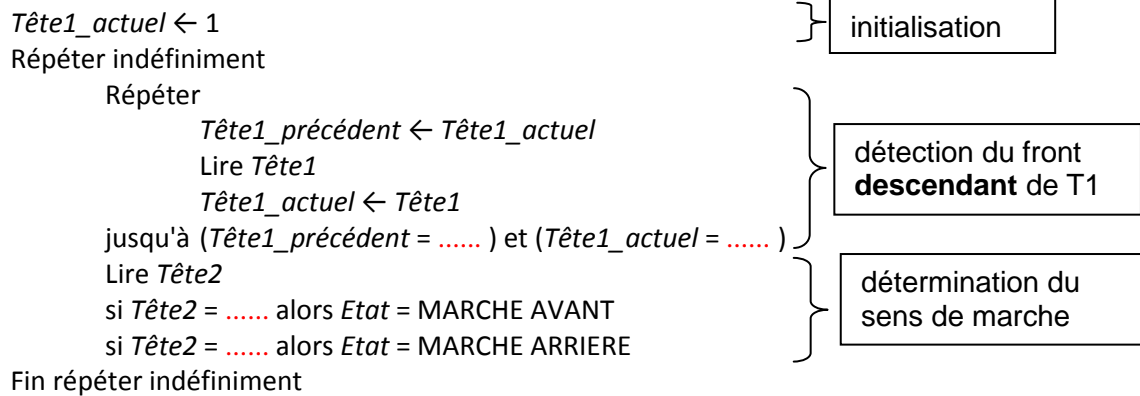 Tête1_actuel ← 1
initialisation
Répéter indéfiniment
Répéter
Tête1_précédent ← Tête1_actuel
Lire Tête1
Tête1_actuel ← Tête1
jusqu'à (Tête1_précédent = ...... ) et (Tête1_actuel = ...... )
détection du front
descendant de T1
Lire Tête2
si Tête2 = ...... alors Etat = MARCHE AVANT
si Tête2 = ...... alors Etat = MARCHE ARRIERE
détermination du
sens de marche
Fin répéter indéfiniment